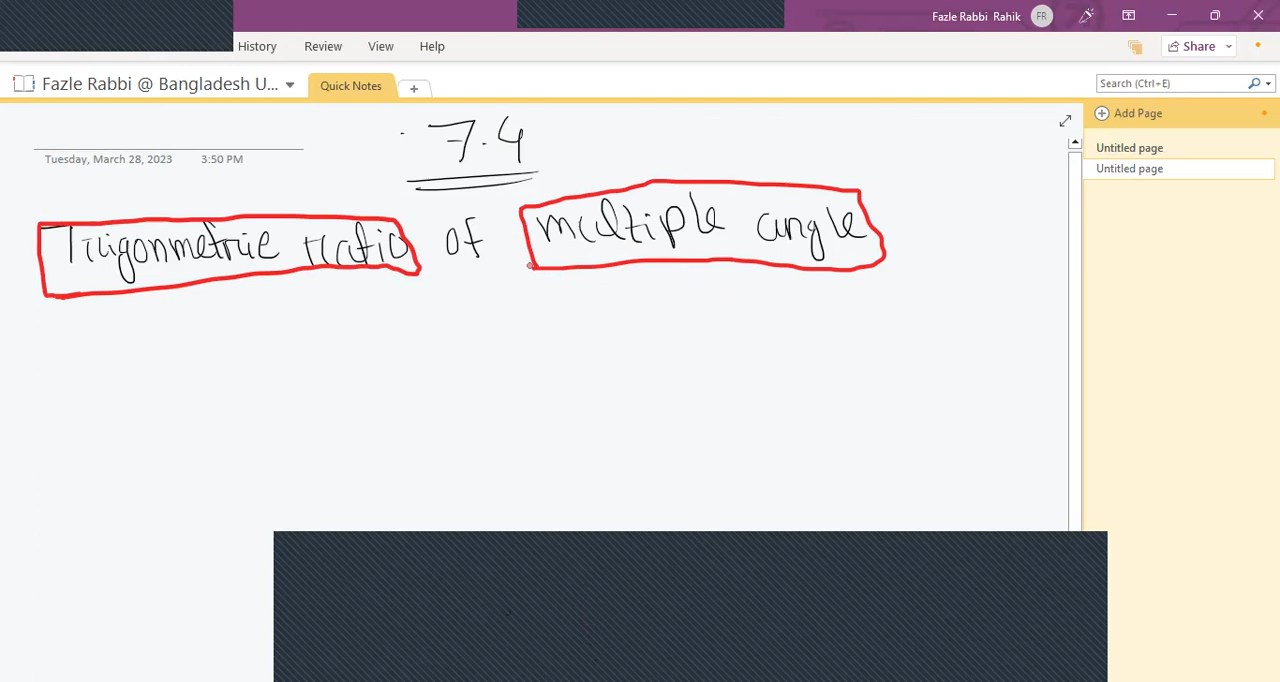 Fazle Rabbi Rahik FR
History Review View Help Share
Fazle Rabbi @ Bangladesh U... Quick Notes + Search (Ctrl+E)
Add Page
7.4
Untitled page
Tuesday, March 28, 2023 3:50 PM
Untitled page
Trigonmetric ratio of multiple angle